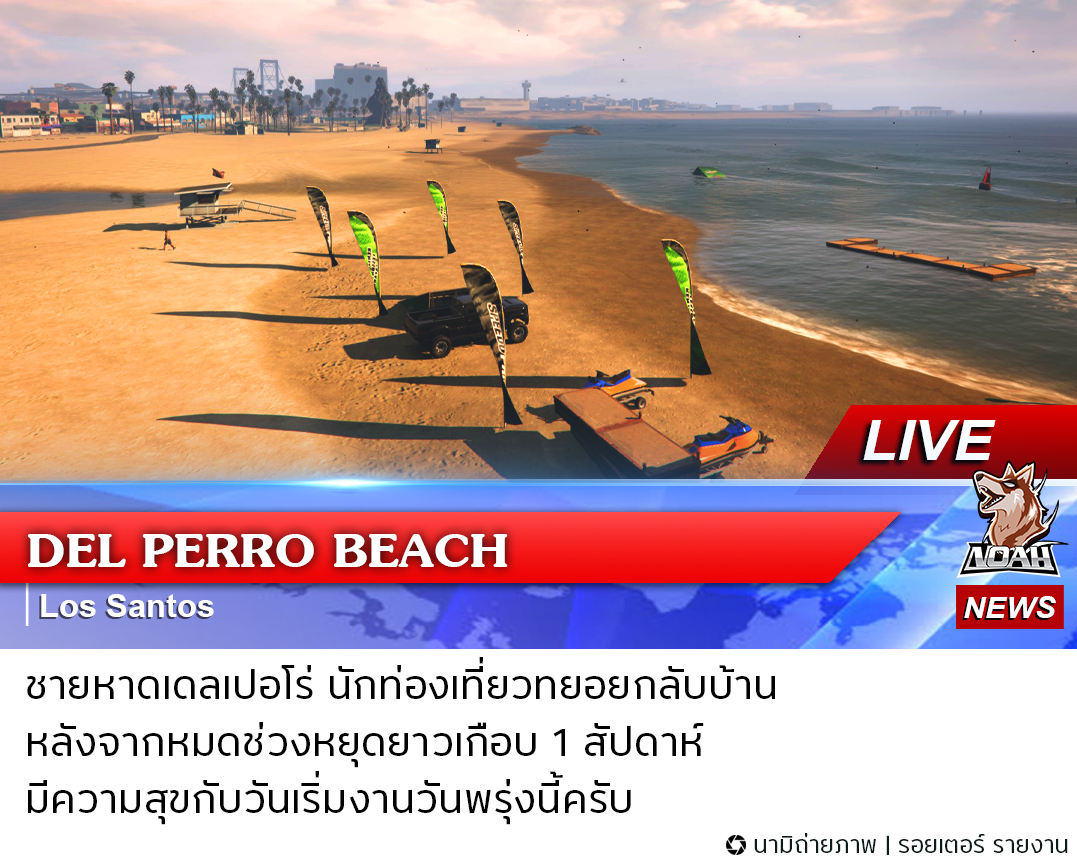 LIVE
DEL PERRO BEACH
Los Santos
NOAH
NEWS
ชายหาดเดลเปอโร่ นักท่องเที่ยวทยอยกลับบ้าน
หลังจากหมดช่วงหยุดยาวเกือบ 1 สัปดาห์
มีความสุขกับวันเริ่มงานวันพรุ่งนี้ครับ
นามิถ่ายภาพ | รอยเตอร์ รายงาน